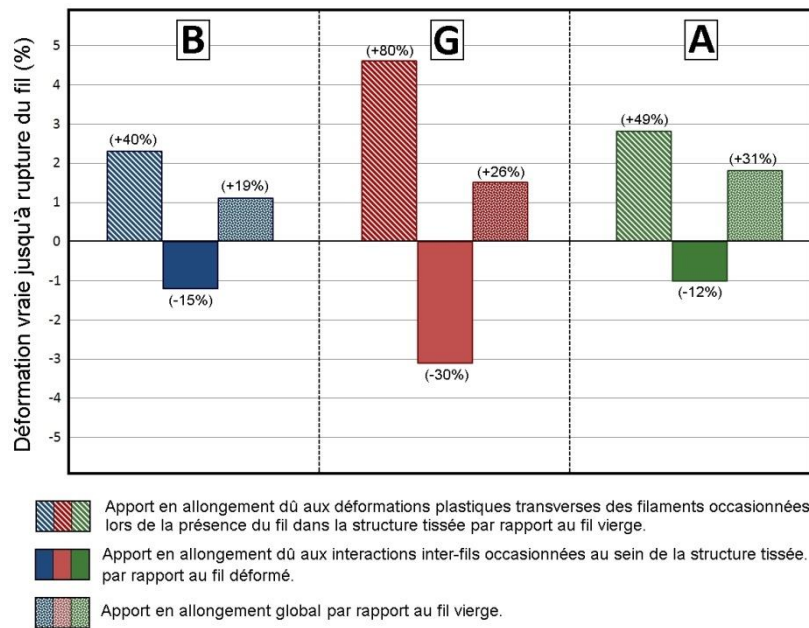 B
G
A
Déformation vraie jusqu'à rupture du fil (%)
5
4
3
2
1
0
-1
-2
-3
-4
-5
(+40%)
(-15%)
(+19%)
(+80%)
(-30%)
(+26%)
(+49%)
(-12%)
(+31%)
Apport en allongement dû aux déformations plastiques transverses des filaments occasionnées
lors de la présence du fil dans la structure tissée par rapport au fil vierge.
Apport en allongement dû aux interactions inter-fils occasionnées au sein de la structure tissée.
par rapport au fil déformé.
Apport en allongement global par rapport au fil vierge.